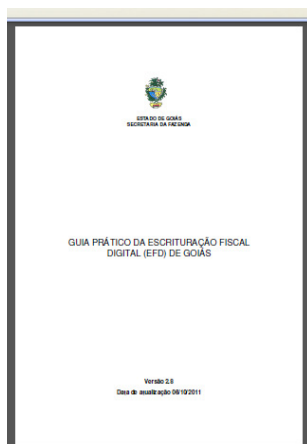 ESTADO DE GOIÁS
SECRETARIA DA FAZENDA
GUIA PRÁTICO DA ESCRITURAÇÃO FISCAL
DIGITAL (EFD) DE GOIÁS
Versão 2.0
Data de atualização 06/10/2011